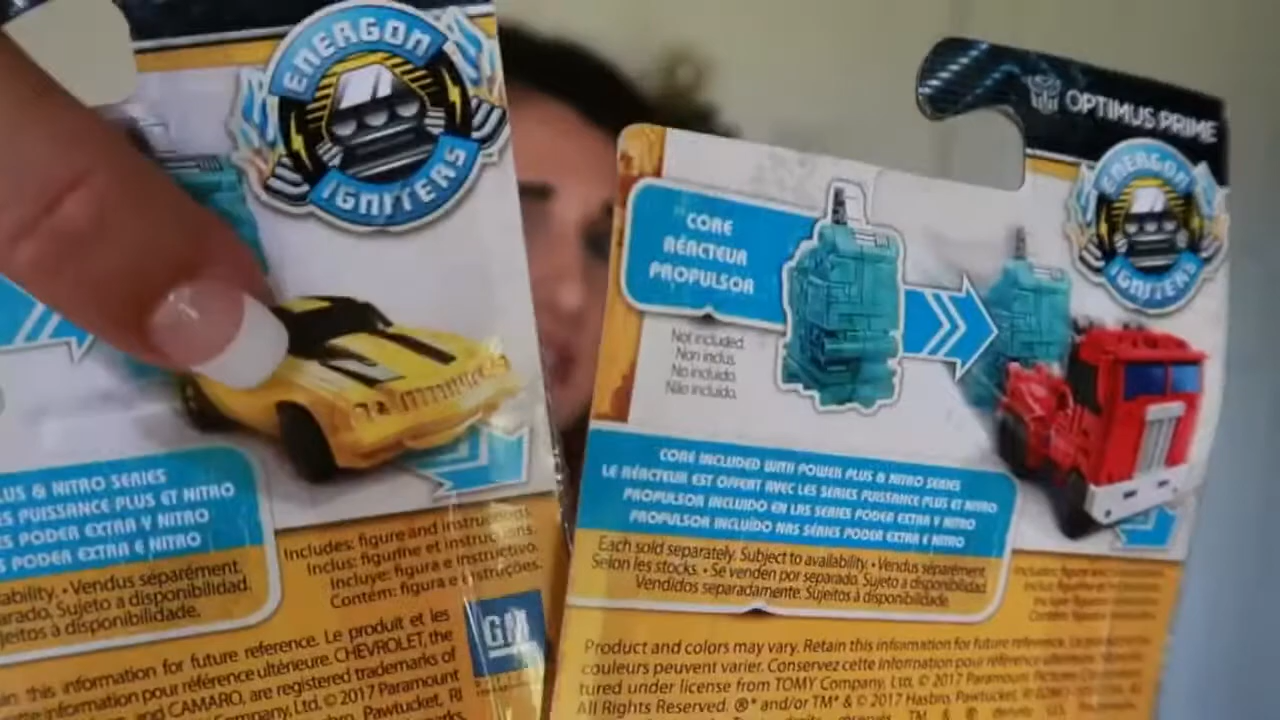 ENERGON
IGNITERS
LUS & NITRO SERIES
ES PUISSANCE PLUS ET NITRO
S PODER EXTRA Y NITRO
S PODER EXTRA E NITRO
ability. • Vendus séparément.
arado. Sujeto a disponibilidad.
jeitos à disponibilidade.
Includes: figure and instructions.
Inclus: figurine et instructions.
Incluye: figura e instructivo.
Contém: figura e instruções.
in this information for future reference. Le produit et les
information pour référence ultérieure. CHEVROLET, the
and CAMARO, are registered trademarks of
Company, Ltd. © 2017 Paramount
Pawtucket, RI
GM
OPTIMUS PRIME
ENERGON
IGNITERS
CORE
RÉACTEUR
PROPULSOR
Not included.
Non inclus.
No incluido.
Não incluído.
CORE INCLUDED WITH POWER PLUS & NITRO SERIES
LE RÉACTEUR EST OFFERT AVEC LES SÉRIES PUISSANCE PLUS ET NITRO
PROPULSOR INCLUIDO EN LAS SERIES PODER EXTRA Y NITRO
PROPULSOR INCLUÍDO NAS SÉRIES PODER EXTRA E NITRO
Each sold separately. Subject to availability. • Vendus séparément.
Selon les stocks. • Se venden por separado. Sujeto a disponibilidad.
Vendidos separadamente. Sujeitos à disponibilidade.
Product and colors may vary. Retain this information for future reference.
couleurs peuvent varier. Conservez cette information pour référence
tured under license from TOMY Company, Ltd. © 2017 Paramount Pictures
All Rights Reserved. ®* and/or TM* & © 2017 Hasbro, Pawtucket, RI